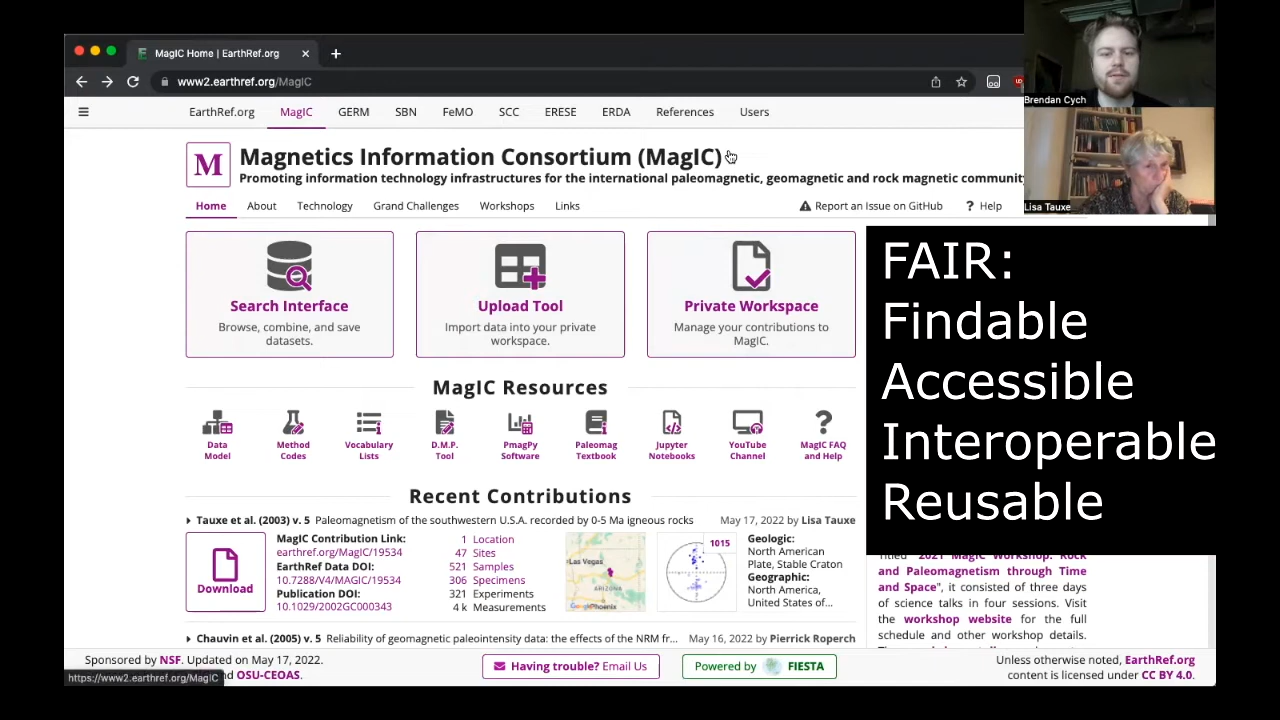 MagIC Home | EarthRef.org
www2.earthref.org/MagIC
Brendan Cych
EarthRef.org MagIC GERM SBN FeMO SCC ERESE ERDA References Users
M
Magnetics Information Consortium (MagIC)
Promoting information technology infrastructures for the international paleomagnetic, geomagnetic and rock magnetic community
Lisa Tauxe
Home About Technology Grand Challenges Workshops Links Report an Issue on GitHub ? Help
FAIR:
Findable
Accessible
Interoperable
Reusable
Search Interface
Browse, combine, and save
datasets.
Upload Tool
Import data into your private
workspace.
Private Workspace
Manage your contributions to
MagIC.
MagIC Resources
Data
Model
Method
Codes
Vocabulary
Lists
D.M.P.
Tool
PmagPy
Software
Paleomag
Textbook
Jupyter
Notebooks
YouTube
Channel
MagIC FAQ
and Help
Recent Contributions
Tauxe et al. (2003) v. 5 Paleomagnetism of the southwestern U.S.A. recorded by 0-5 Ma igneous rocks May 17, 2022 by Lisa Tauxe
Download
MagIC Contribution Link:
earthref.org/MagIC/19534
EarthRef Data DOI:
10.7288/V4/MAGIC/19534
Publication DOI:
10.1029/2002GC000343
1 Location
47 Sites
521 Samples
306 Specimens
321 Experiments
4 k Measurements
Las Vegas
ARIZONA
Google
Phoenix
1015
Geologic:
North American
Plate, Stable Craton
Geographic:
North America,
United States of...
Chauvin et al. (2005) v. 5 Reliability of geomagnetic paleointensity data: the effects of the NRM fr... May 16, 2022 by Pierrick Roperch
titled "2021 MagIC Workshop: Rock
and Paleomagnetism through Time
and Space", it consisted of three days
of science talks in four sessions. Visit
the workshop website for the full
schedule and other workshop details.
Sponsored by NSF. Updated on May 17, 2022.
https://www2.earthref.org/MagIC
OSU-CEOAS.
Having trouble? Email Us
Powered by FIESTA
Unless otherwise noted, EarthRef.org
content is licensed under CC BY 4.0.